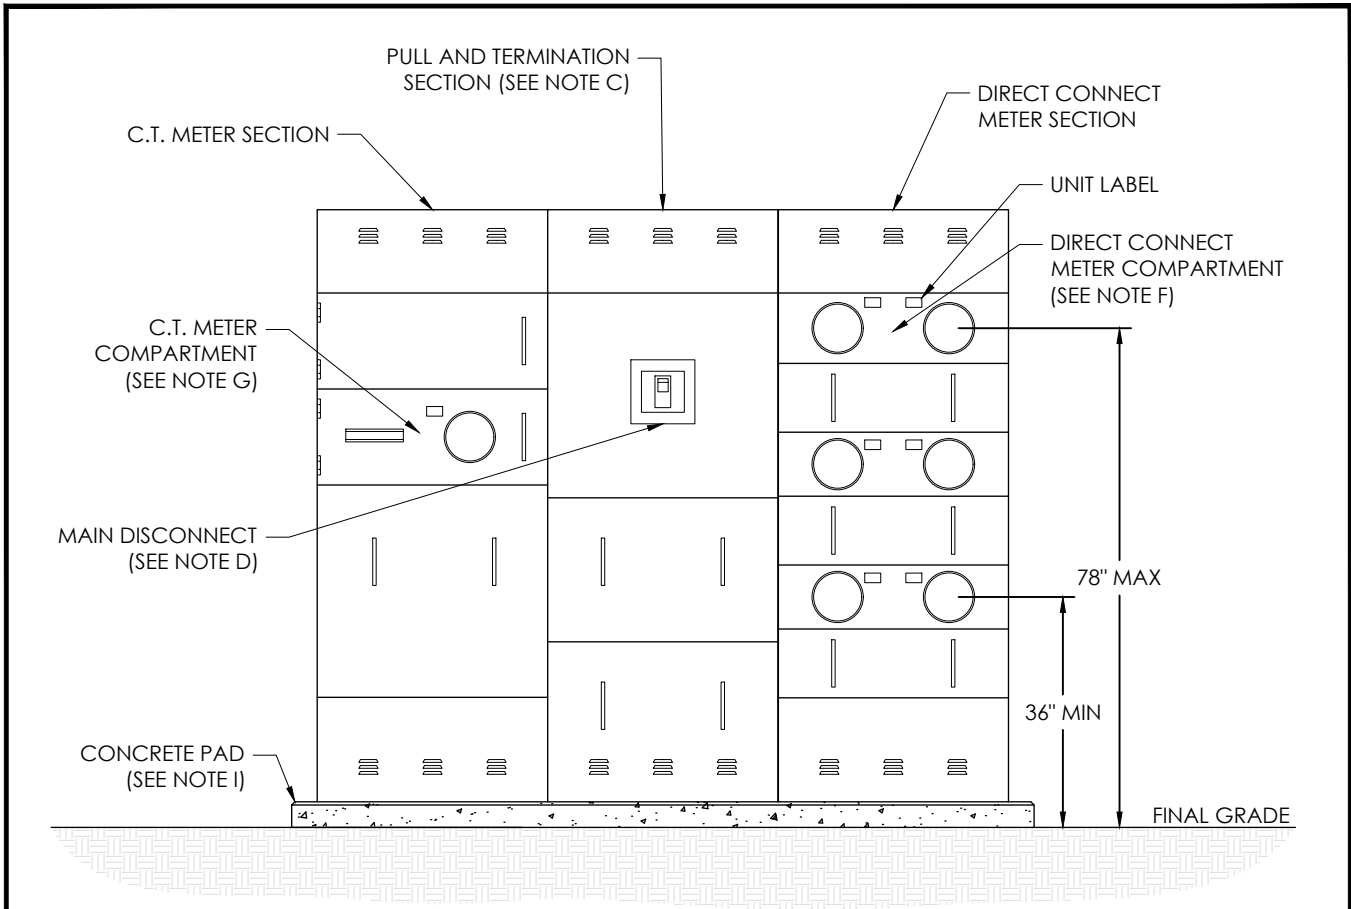 PULL AND TERMINATION
SECTION (SEE NOTE C)
DIRECT CONNECT
METER SECTION
C.T. METER SECTION
UNIT LABEL
DIRECT CONNECT
METER COMPARTMENT
(SEE NOTE F)
C.T. METER
COMPARTMENT
(SEE NOTE G)
MAIN DISCONNECT
(SEE NOTE D)
78" MAX
36" MIN
CONCRETE PAD
(SEE NOTE I)
FINAL GRADE